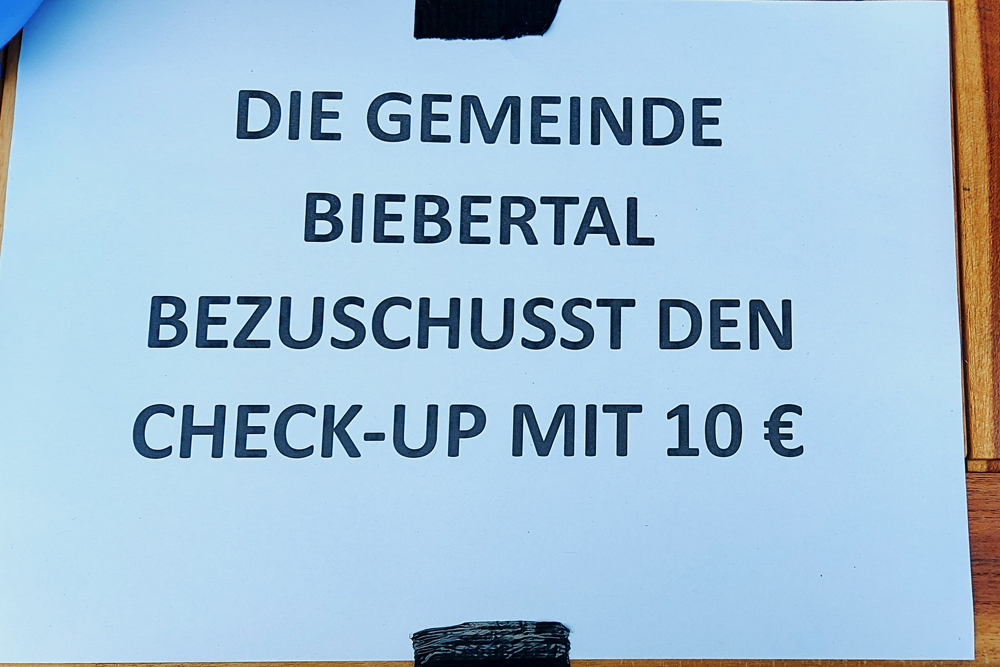 DIE GEMEINDE
BIEBERTAL
BEZUSCHUSST DEN
CHECK-UP MIT 10 €